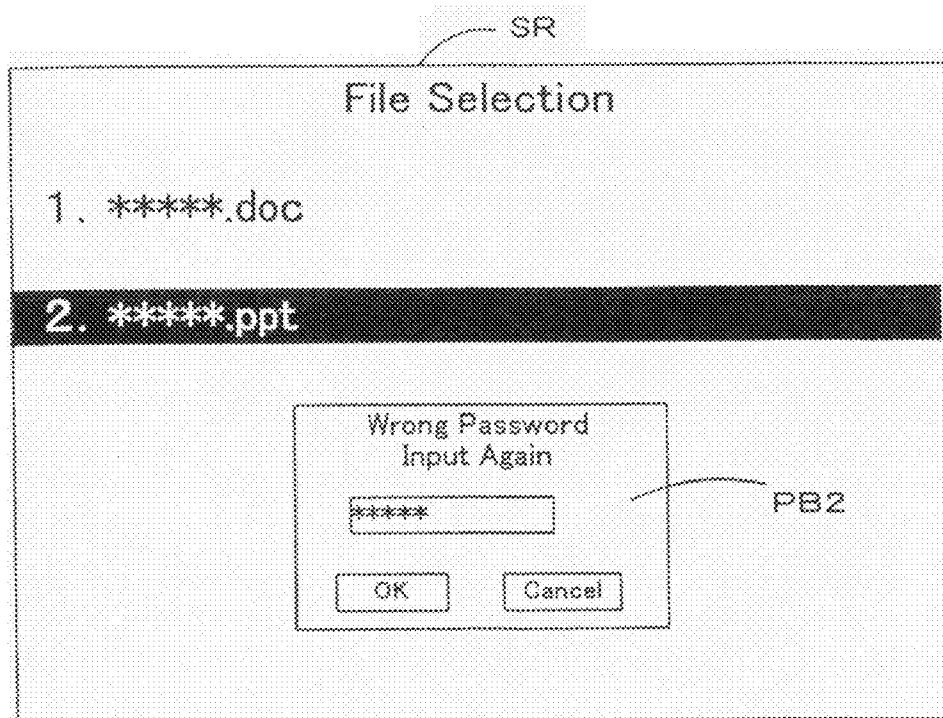 SR
File Selection
1. *****.doc
2. *****.ppt
Wrong Password
Input Again
PB2
*****
OK Cancel